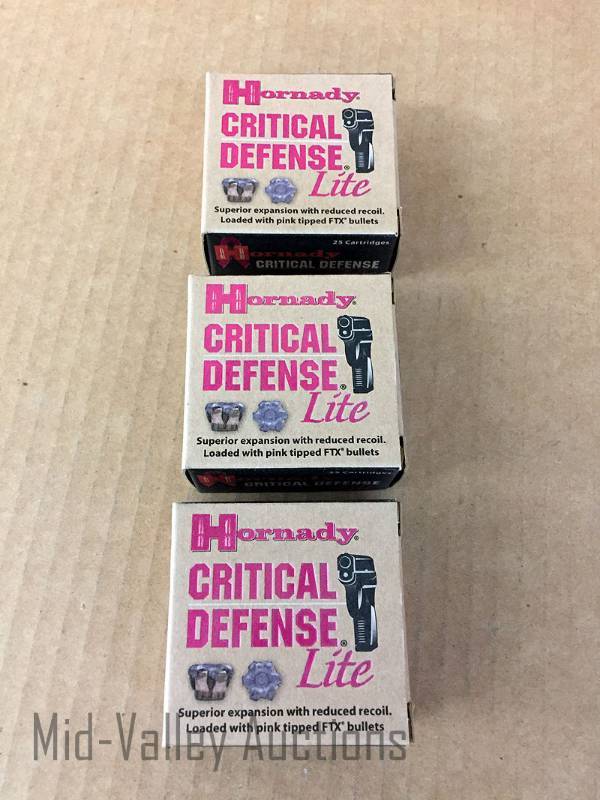 Hornady®
CRITICAL
DEFENSE®
Lite
Superior expansion with reduced recoil.
Loaded with pink tipped FTX® bullets
25 Cartridges
Hornady
CRITICAL DEFENSE
Hornady®
CRITICAL
DEFENSE®
Lite
Superior expansion with reduced recoil.
Loaded with pink tipped FTX® bullets
25 Cartridges
CRITICAL DEFENSE
Hornady®
CRITICAL
DEFENSE®
Lite
Superior expansion with reduced recoil.
Loaded with pink tipped FTX® bullets
Mid-Valley Auctions